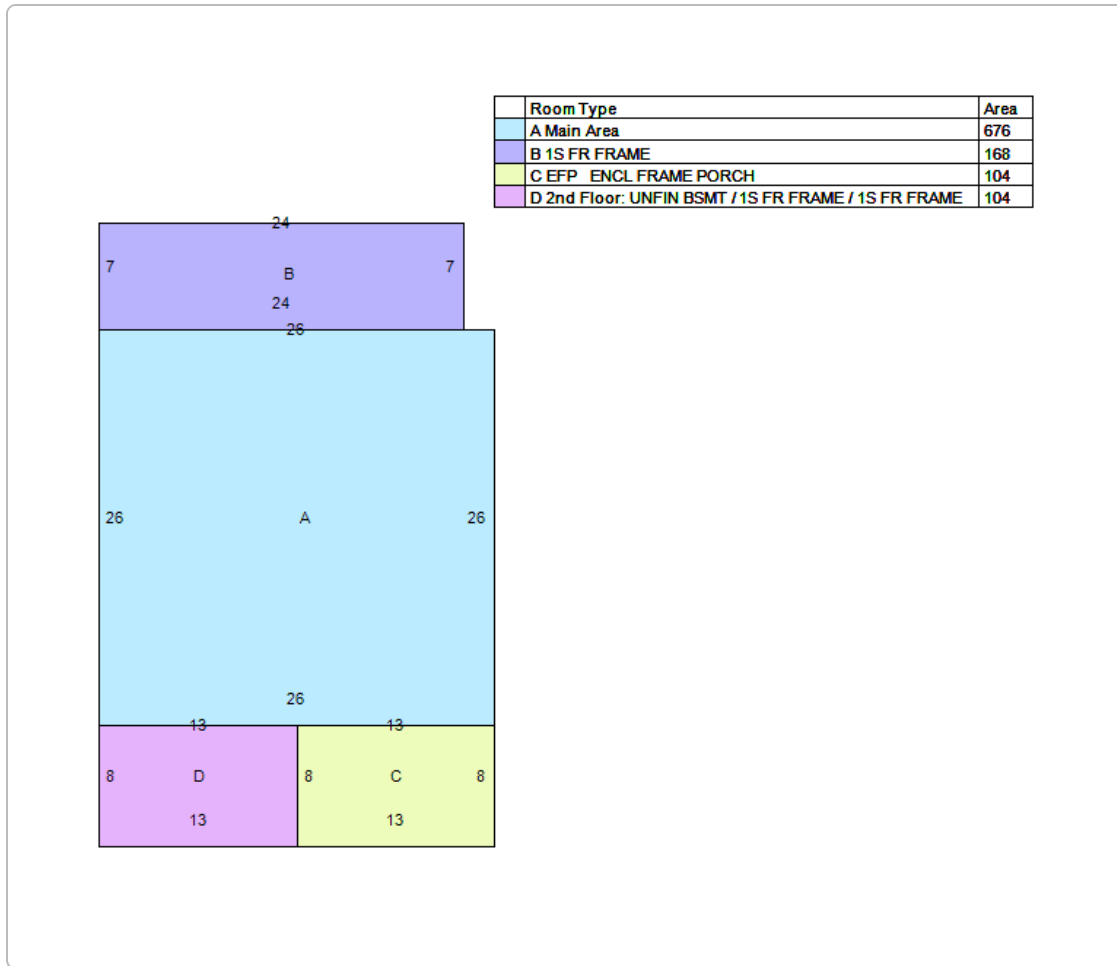 Room Type Area
A Main Area 676
B 1S FR FRAME 168
C EFP ENCL FRAME PORCH 104
D 2nd Floor: UNFIN BSMT / 1S FR FRAME / 1S FR FRAME 104
24
7 B 7
24
26
26 A 26
26
13 13
8 D 8 C 8
13 13